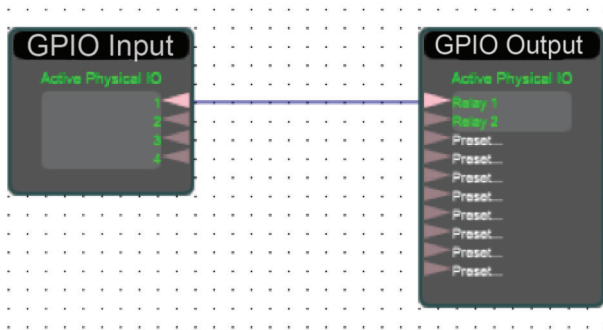 GPIO Input
Active Physical IO
1
2
3
4
GPIO Output
Active Physical IO
Relay 1
Relay 2
Preset...
Preset...
Preset...
Preset...
Preset...
Preset...
Preset...
Preset...